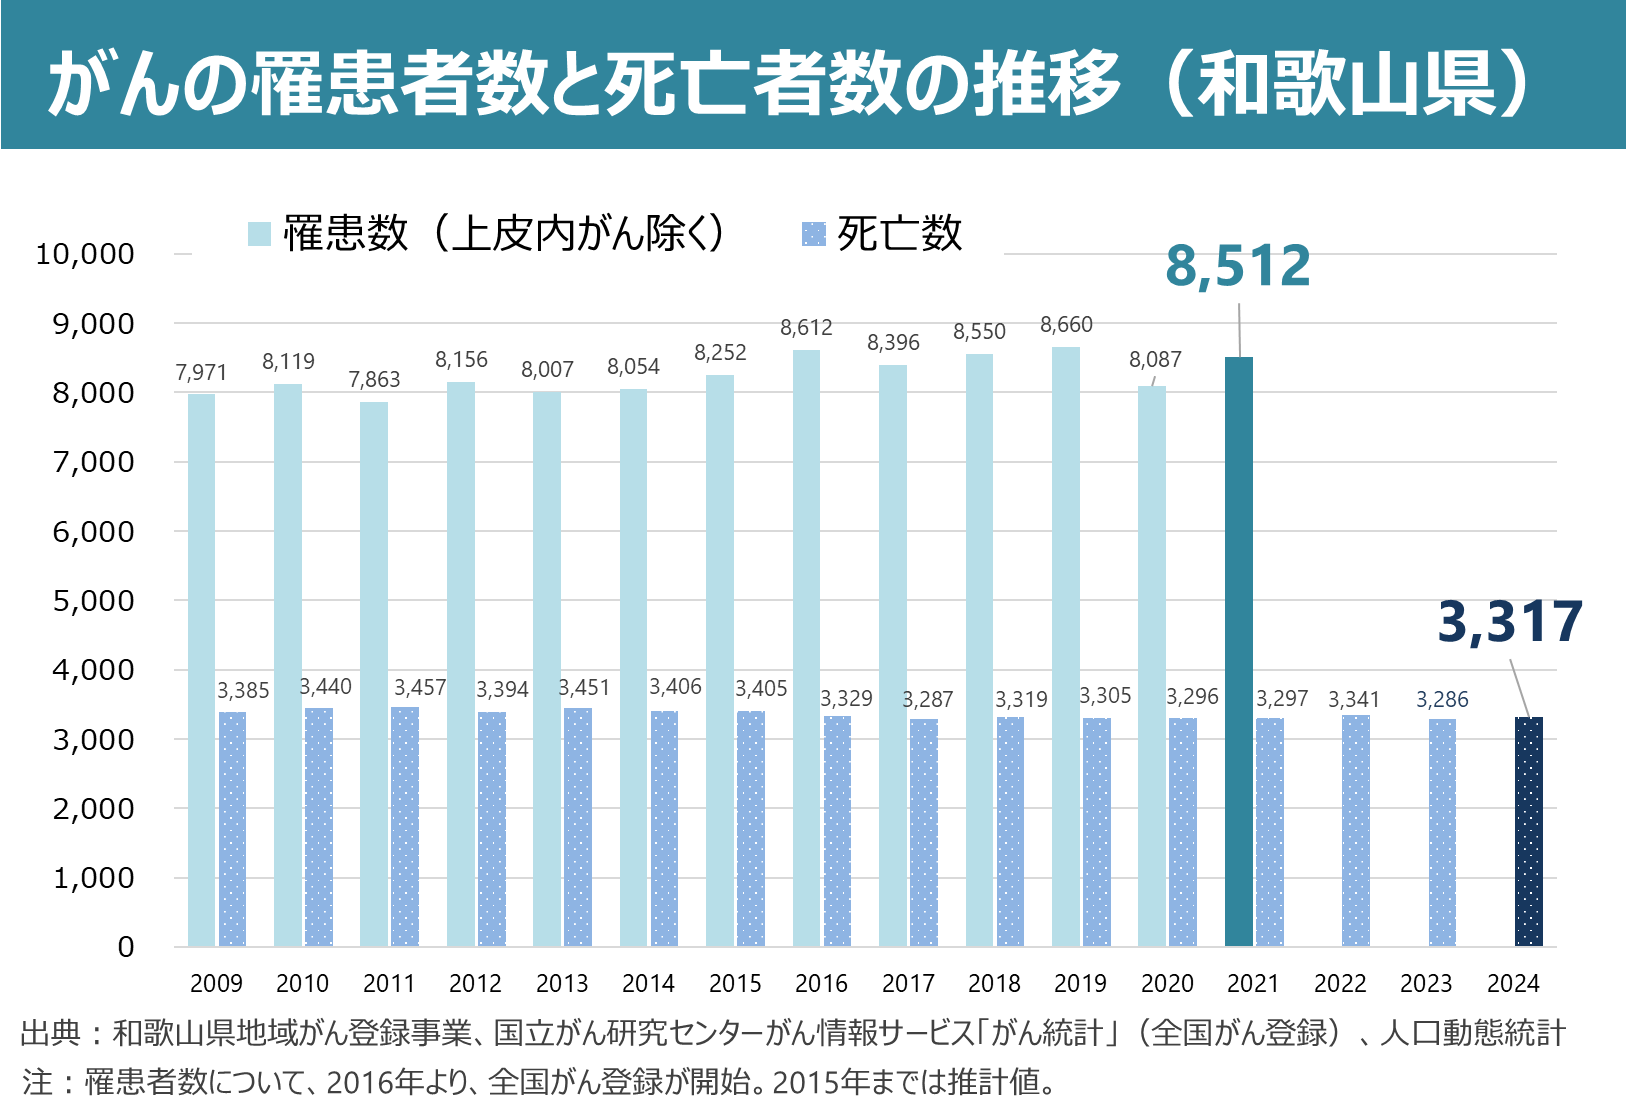 がんの罹患者数と死亡者数の推移（和歌山県）
罹患数（上皮内がん除く） 死亡数
10,000
9,000
8,000
7,000
6,000
5,000
4,000
3,000
2,000
1,000
0
7,971 8,119 7,863 8,156 8,007 8,054 8,252 8,612 8,396 8,550 8,660 8,087 8,512
3,385 3,440 3,457 3,394 3,451 3,406 3,405 3,329 3,287 3,319 3,305 3,296 3,297 3,341 3,286 3,317
2009 2010 2011 2012 2013 2014 2015 2016 2017 2018 2019 2020 2021 2022 2023 2024
出典：和歌山県地域がん登録事業、国立がん研究センターがん情報サービス「がん統計」（全国がん登録）、人口動態統計
注：罹患者数について、2016年より、全国がん登録が開始。2015年までは推計値。